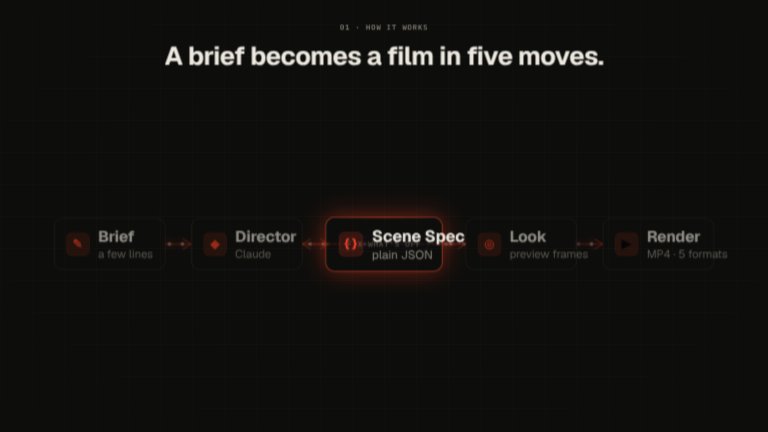 01 · HOW IT WORKS
A brief becomes a film in five moves.
Brief
a few lines
Director
Claude
{}
Scene Spec
plain JSON
Look
preview frames
Render
MP4 · 5 formats